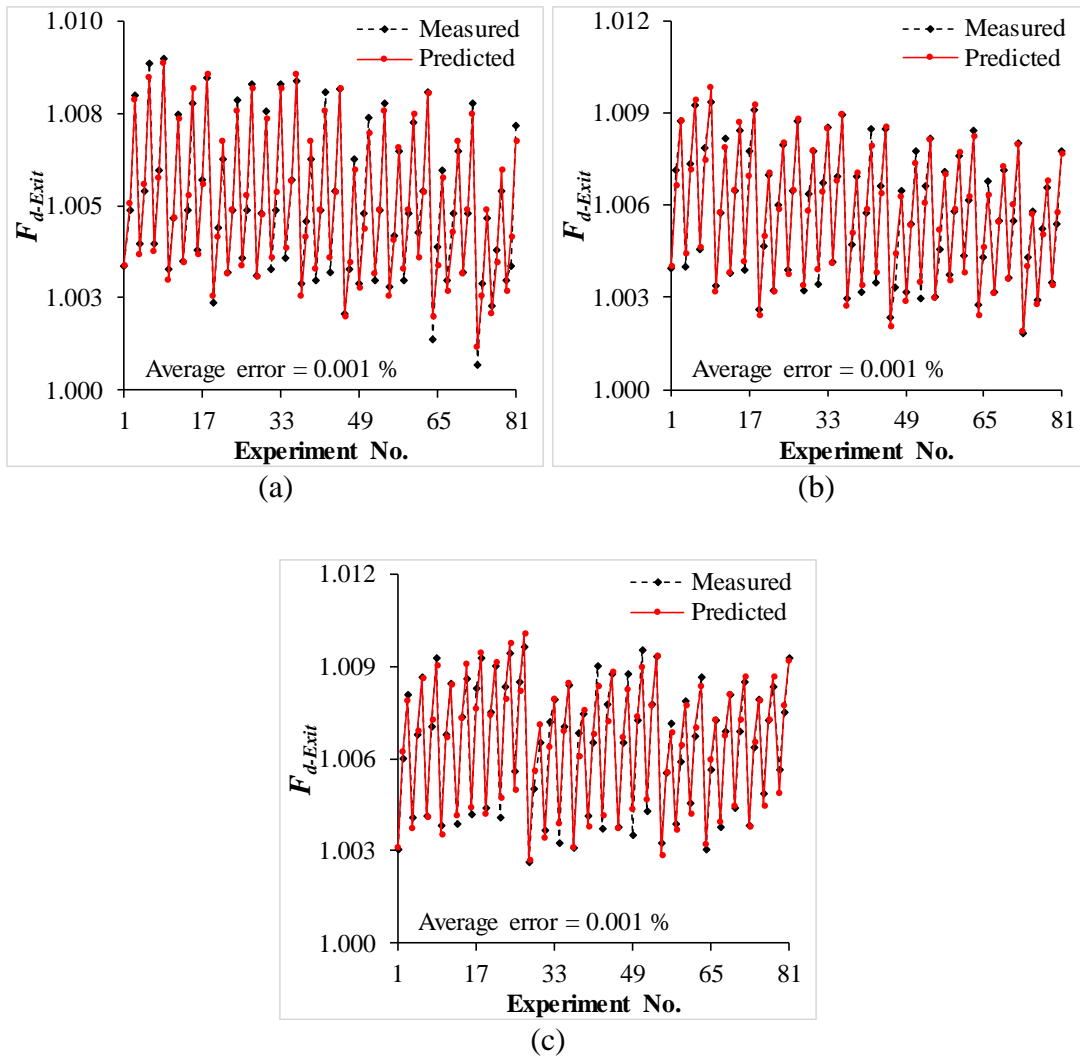 1.010
1.008
1.005
1.003
1.000
F d-Exit
Measured
Predicted
Average error = 0.001 %
1 17 33 49 65 81
Experiment No.
(a)
1.012
1.009
1.006
1.003
1.000
F d-Exit
Measured
Predicted
Average error = 0.001 %
1 17 33 49 65 81
Experiment No.
(b)
1.012
1.009
1.006
1.003
1.000
F d-Exit
Measured
Predicted
Average error = 0.001 %
1 17 33 49 65 81
Experiment No.
(c)